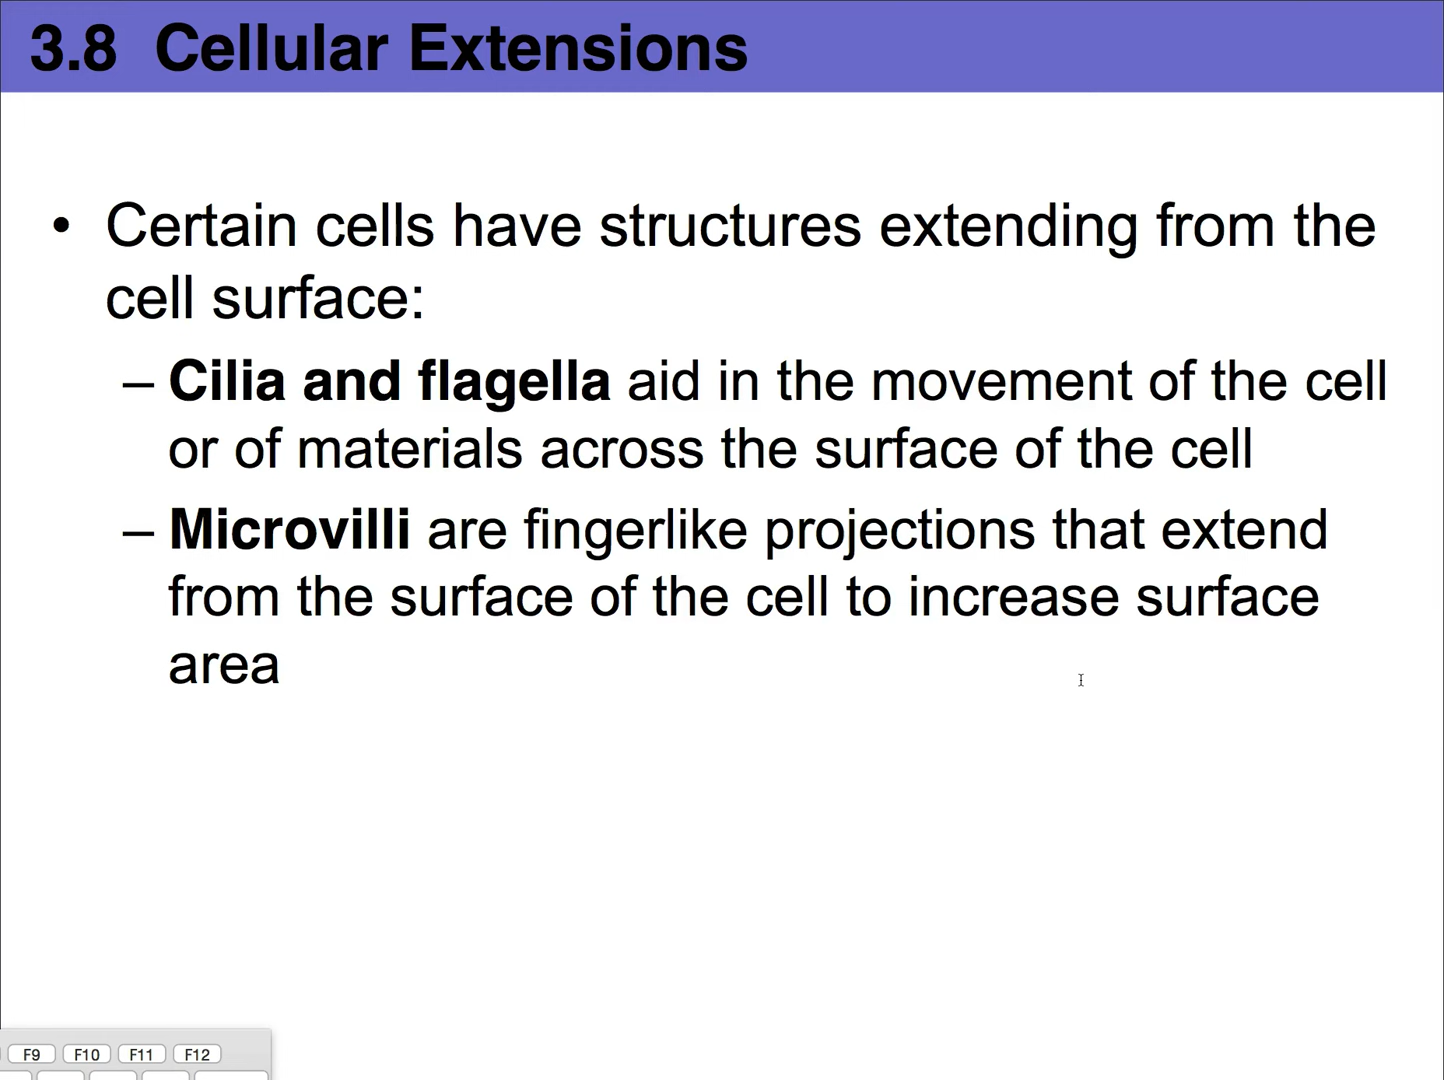 3.8 Cellular Extensions
• Certain cells have structures extending from the
cell surface:
– Cilia and flagella aid in the movement of the cell
or of materials across the surface of the cell
– Microvilli are fingerlike projections that extend
from the surface of the cell to increase surface
area
F9 F10 F11 F12